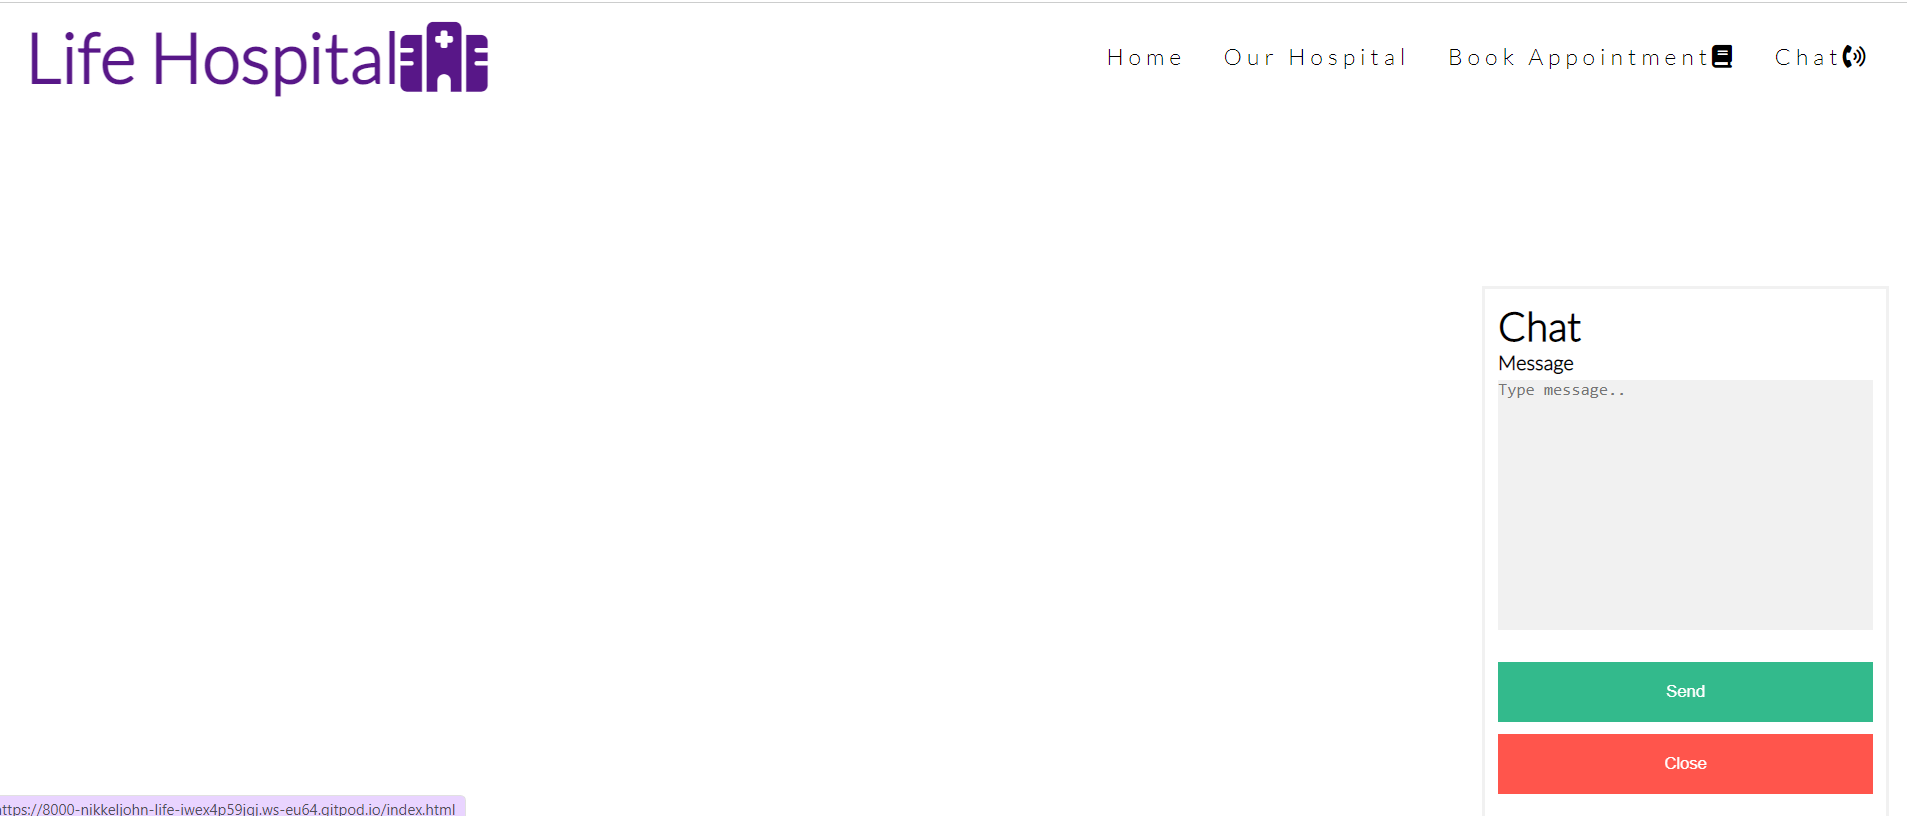 Life Hospital
Home Our Hospital Book Appointment Chat
Chat
Message
Type message..
Send
Close
ttps://8000-nikkeljohn-life-iwex4p59jgj.ws-eu64.gitpod.io/index.html